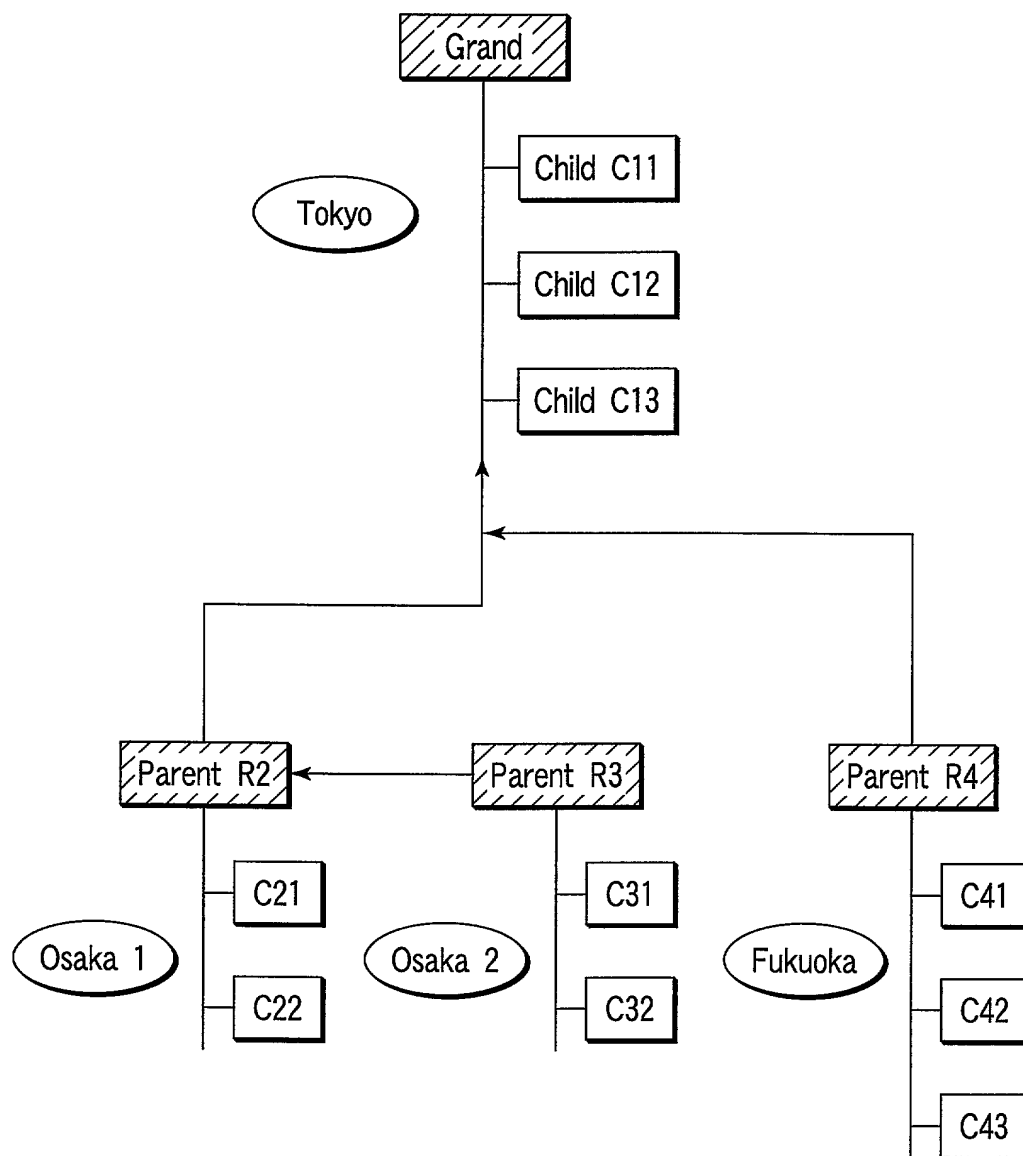 Grand
Child C11
Tokyo
Child C12
Child C13
Parent R2
Parent R3
Parent R4
C21
C31
C41
Osaka 1
Osaka 2
Fukuoka
C22
C32
C42
C43